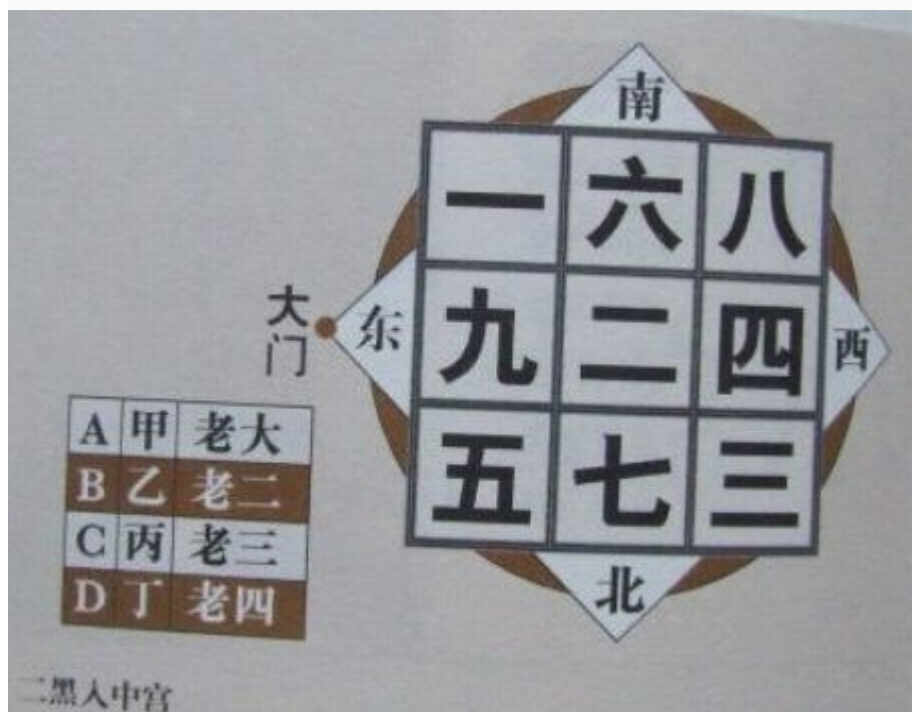 南
一 六 八
大门
东
九 二 四
西
五 七 三
北
A 甲 老大
B 乙 老二
C 丙 老三
D 丁 老四
二黑入中宫